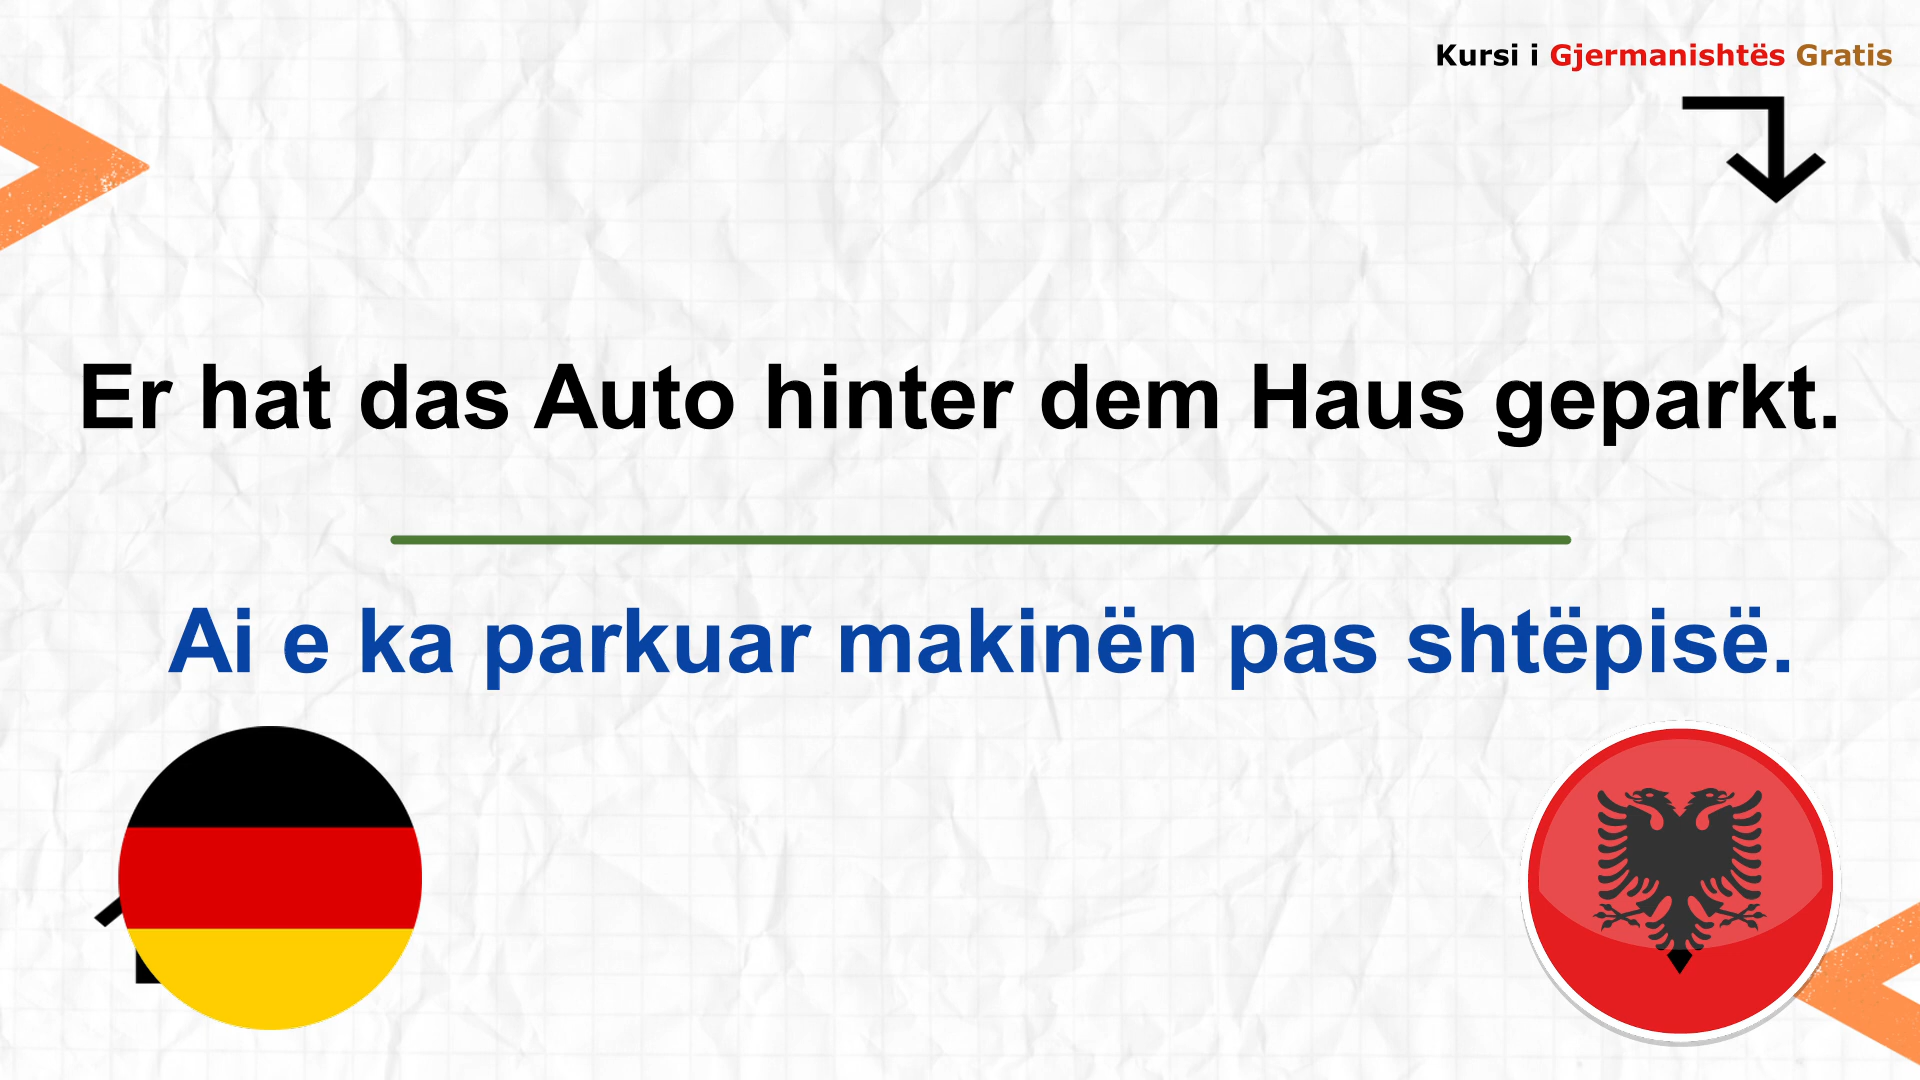 Kursi i Gjermanishtës Gratis
Er hat das Auto hinter dem Haus geparkt.
Ai e ka parkuar makinën pas shtëpisë.